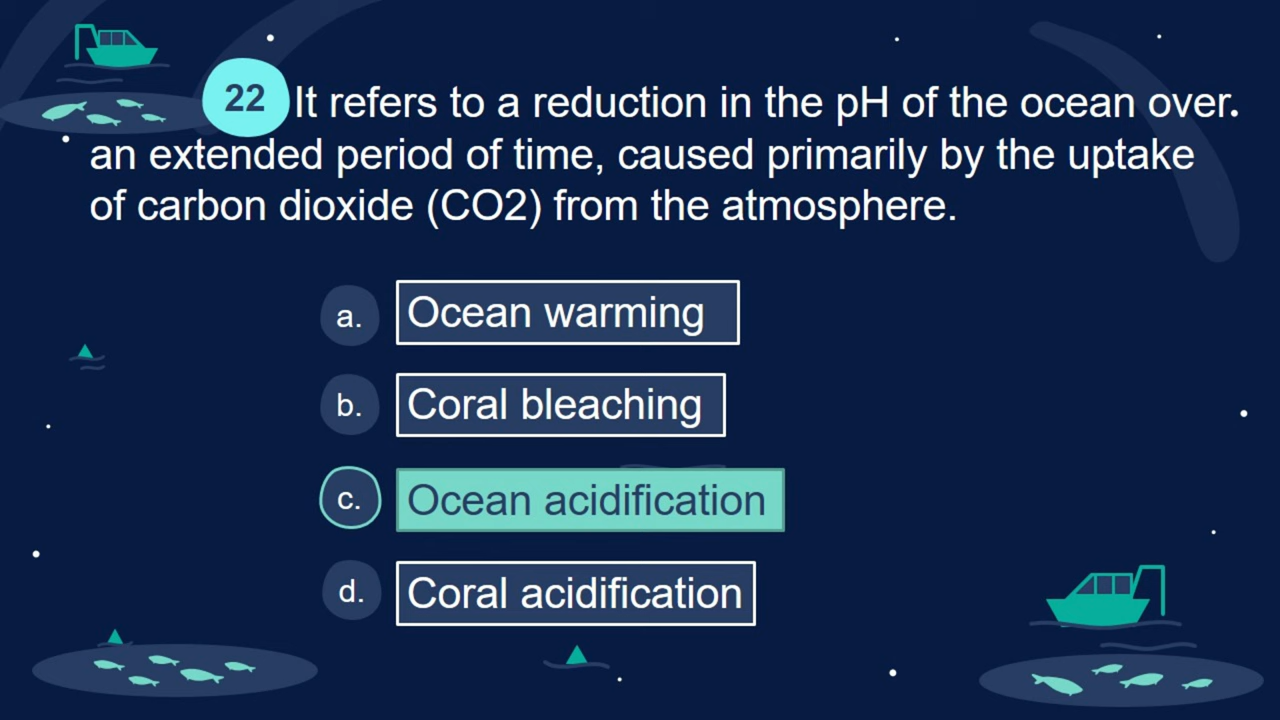 22 It refers to a reduction in the pH of the ocean over
an extended period of time, caused primarily by the uptake
of carbon dioxide (CO2) from the atmosphere.
a. Ocean warming
b. Coral bleaching
c. Ocean acidification
d. Coral acidification